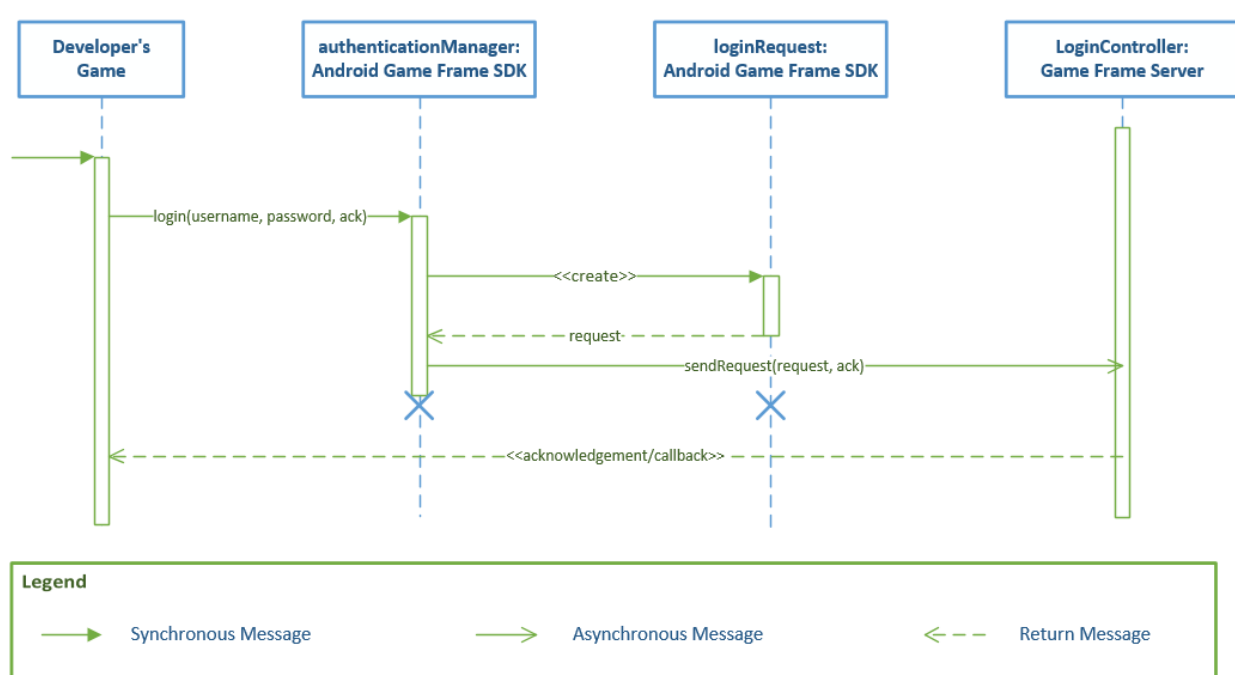 Developer's
Game
authenticationManager:
Android Game Frame SDK
loginRequest:
Android Game Frame SDK
LoginController:
Game Frame Server
login(username, password, ack)
<<create>>
request
sendRequest(request, ack)
<<acknowledgement/callback>>
Legend
Synchronous Message
Asynchronous Message
Return Message